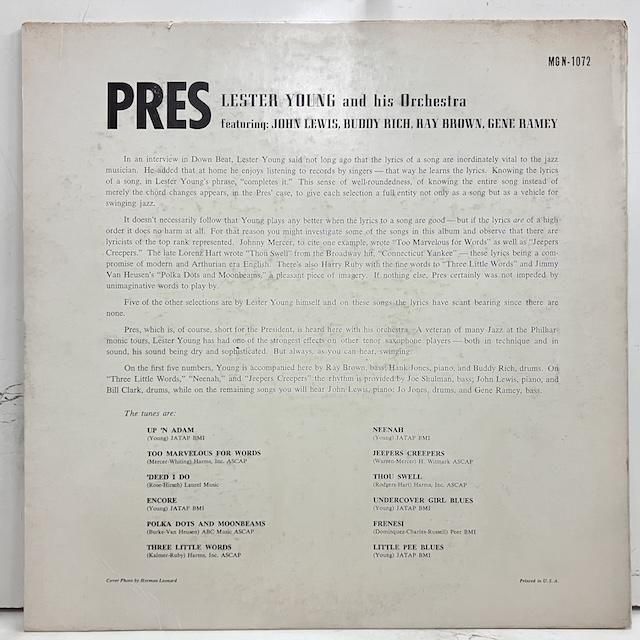 MGN-1072
PRES LESTER YOUNG and his Orchestra
featuring: JOHN LEWIS, BUDDY RICH, RAY BROWN, GENE RAMEY
In an interview in Down Beat, Lester Young said not long ago that the lyrics of a song are inordinately vital to the jazz
musician. He added that at home he enjoys listening to records by singers — that way he learns the lyrics. Knowing the lyrics
of a song, in Lester Young's phrase, "completes it." This sense of well-roundedness, of knowing the entire song instead of
merely the chord changes appears, in the Pres' case, to give each selection a full entity not only as a song but as a vehicle for
swinging jazz.
It doesn't necessarily follow that Young plays any better when the lyrics to a song are good — but if the lyrics are of a high
order it does no harm at all. For that reason you might investigate some of the songs in this album and observe that there are
lyricists of the top rank represented. Johnny Mercer, to cite one example, wrote "Too Marvelous for Words" as well as "Jeepers
Creepers." The late Lorenz Hart wrote "Thou Swell" from the Broadway hit, "Connecticut Yankee" — these lyrics being a com-
promise of modern and Arthurian era English. There's also Harry Ruby with the fine words to "Three Little Words" and Jimmy
Van Heusen's "Polka Dots and Moonbeams," a pleasant piece of imagery. If nothing else, Pres certainly was not impeded by
unimaginative words to play by.
Five of the other selections are by Lester Young himself and on these songs the lyrics have scant bearing since there are
none.
Pres, which is, of course, short for the President, is heard here with his orchestra. A veteran of many Jazz at the Philhar-
monic tours, Lester Young has had one of the strongest effects on other tenor saxophone players — both in technique and in
sound, his sound being dry and sophisticated. But always, as you can hear, swinging.
On the first five numbers, Young is accompanied here by Ray Brown, bass, Hank Jones, piano, and Buddy Rich, drums. On
"Three Little Words," "Neenah," and "Jeepers Creepers" the rhythm is provided by Joe Shulman, bass; John Lewis, piano, and
Bill Clark, drums, while on the remaining songs you will hear John Lewis, piano; Jo Jones, drums, and Gene Ramey, bass.
The tunes are:
UP 'N ADAM
(Young) JATAP BMI
TOO MARVELOUS FOR WORDS
(Mercer-Whiting) Harms, Inc. ASCAP
'DEED I DO
(Rose-Hirsch) Laurel Music
ENCORE
(Young) JATAP BMI
POLKA DOTS AND MOONBEAMS
(Burke-Van Heusen) ABC Music ASCAP
THREE LITTLE WORDS
(Kalmer-Ruby) Harms, Inc. ASCAP
NEENAH
(Young) JATAP BMI
JEEPERS CREEPERS
(Warren-Mercer) H. Witmark ASCAP
THOU SWELL
(Rodgers-Hart) Harms, Inc. ASCAP
UNDERCOVER GIRL BLUES
(Young) JATAP BMI
FRENESI
(Dominquez-Charles-Russell) Peer BMI
LITTLE PEE BLUES
(Young) JATAP BMI
Cover Photo by Herman Leonard
Printed in U. S. A.